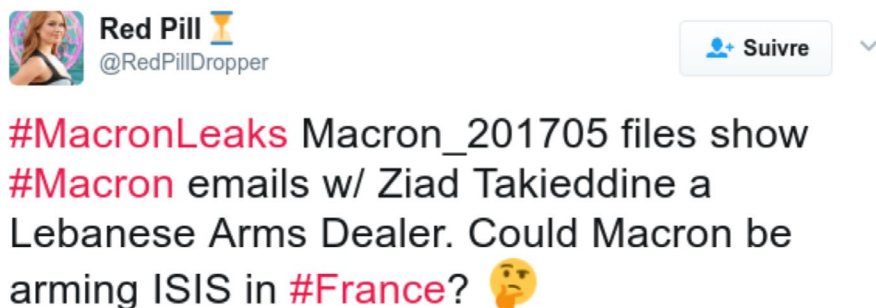 Red Pill ⏳
@RedPillDropper
Suivre
#MacronLeaks Macron_201705 files show
#Macron emails w/ Ziad Takieddine a
Lebanese Arms Dealer. Could Macron be
arming ISIS in #France? 🤔